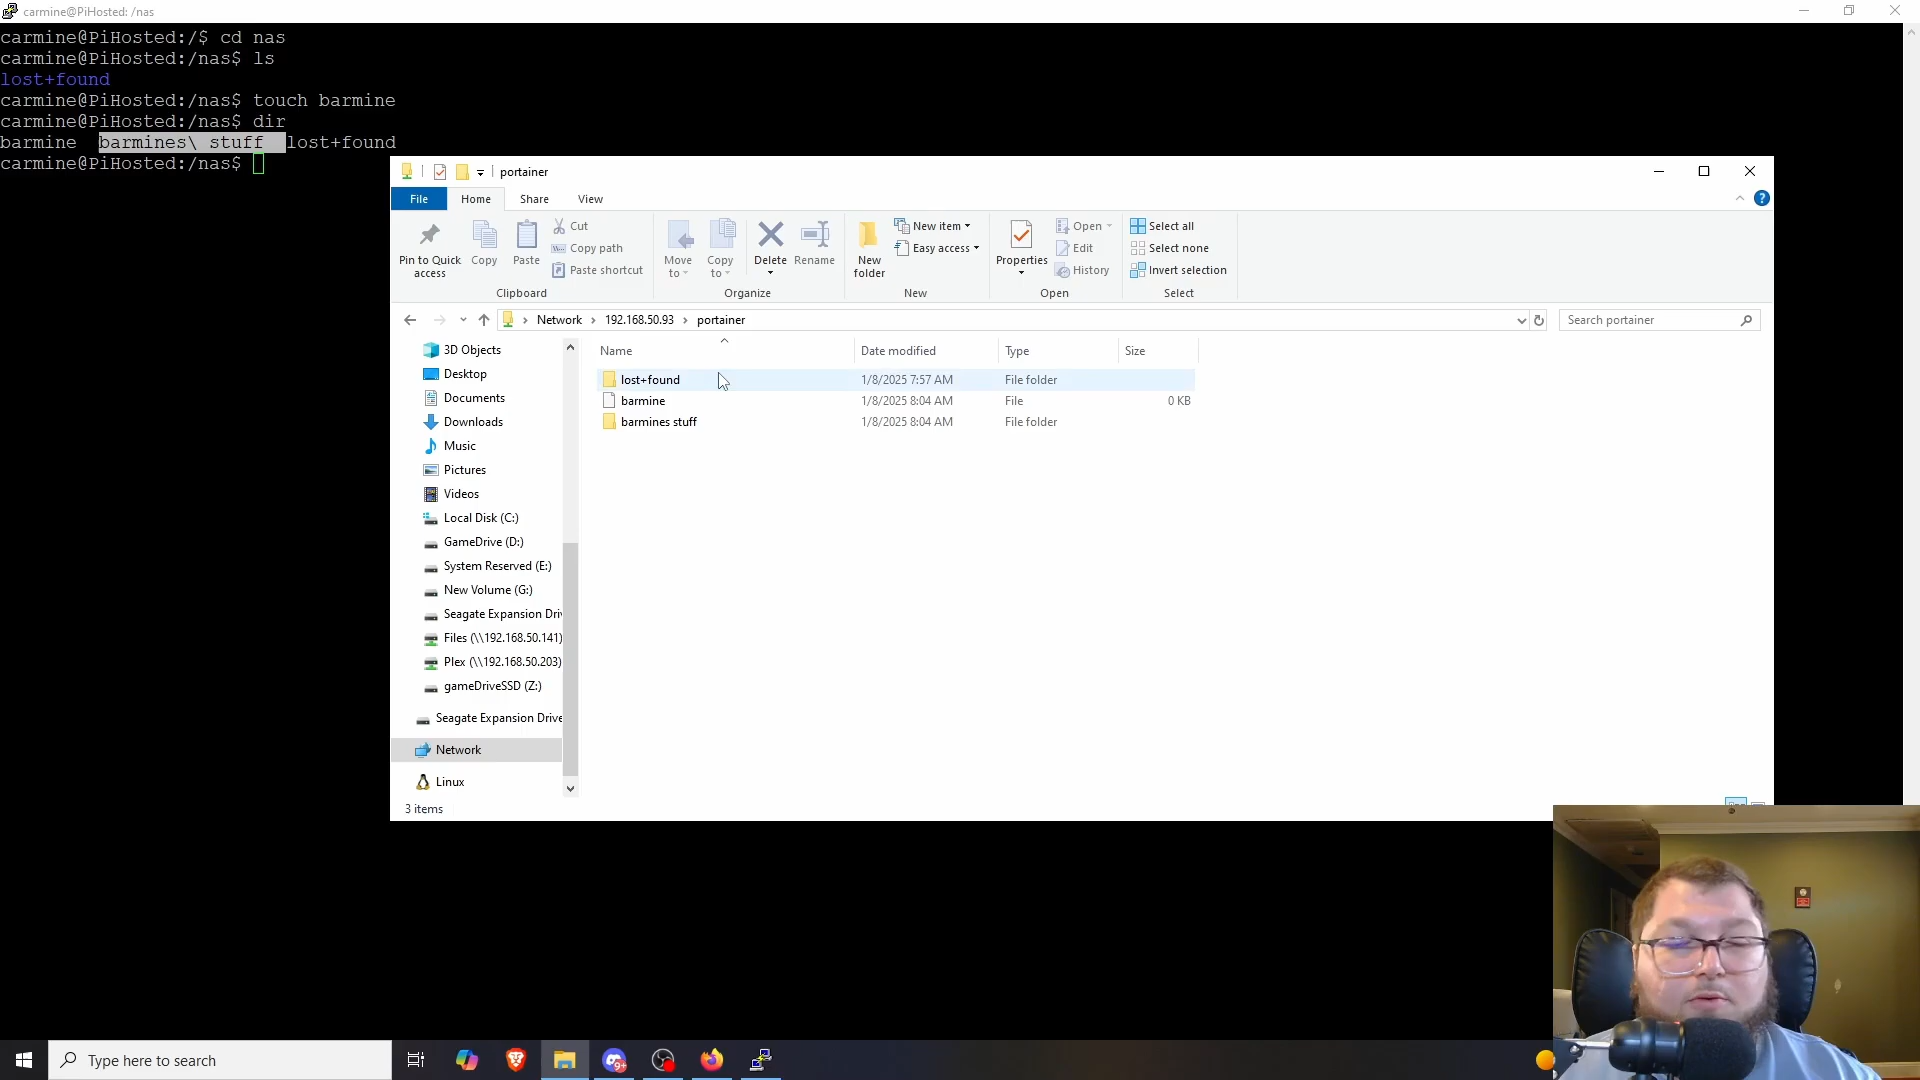 carmine@PiHosted: /nas
carmine@PiHosted:/$ cd nas
carmine@PiHosted:/nas$ ls
lost+found
carmine@PiHosted:/nas$ touch barmine
carmine@PiHosted:/nas$ dir
barmine  barmines\ stuff  lost+found
carmine@PiHosted:/nas$
portainer
File Home Share View
Pin to Quick access
Copy
Paste
Cut
Copy path
Paste shortcut
Clipboard
Move to
Copy to
Delete
Rename
Organize
New folder
New item
Easy access
New
Properties
Open
Edit
History
Open
Select all
Select none
Invert selection
Select
Network > 192.168.50.93 > portainer
Search portainer
Name Date modified Type Size
lost+found 1/8/2025 7:57 AM File folder
barmine 1/8/2025 8:04 AM File 0 KB
barmines stuff 1/8/2025 8:04 AM File folder
3D Objects
Desktop
Documents
Downloads
Music
Pictures
Videos
Local Disk (C:)
GameDrive (D:)
System Reserved (E:)
New Volume (G:)
Seagate Expansion Dri
Files (\\192.168.50.141)
Plex (\\192.168.50.203)
gameDriveSSD (Z:)
Seagate Expansion Drive
Network
Linux
3 items
Type here to search
9+